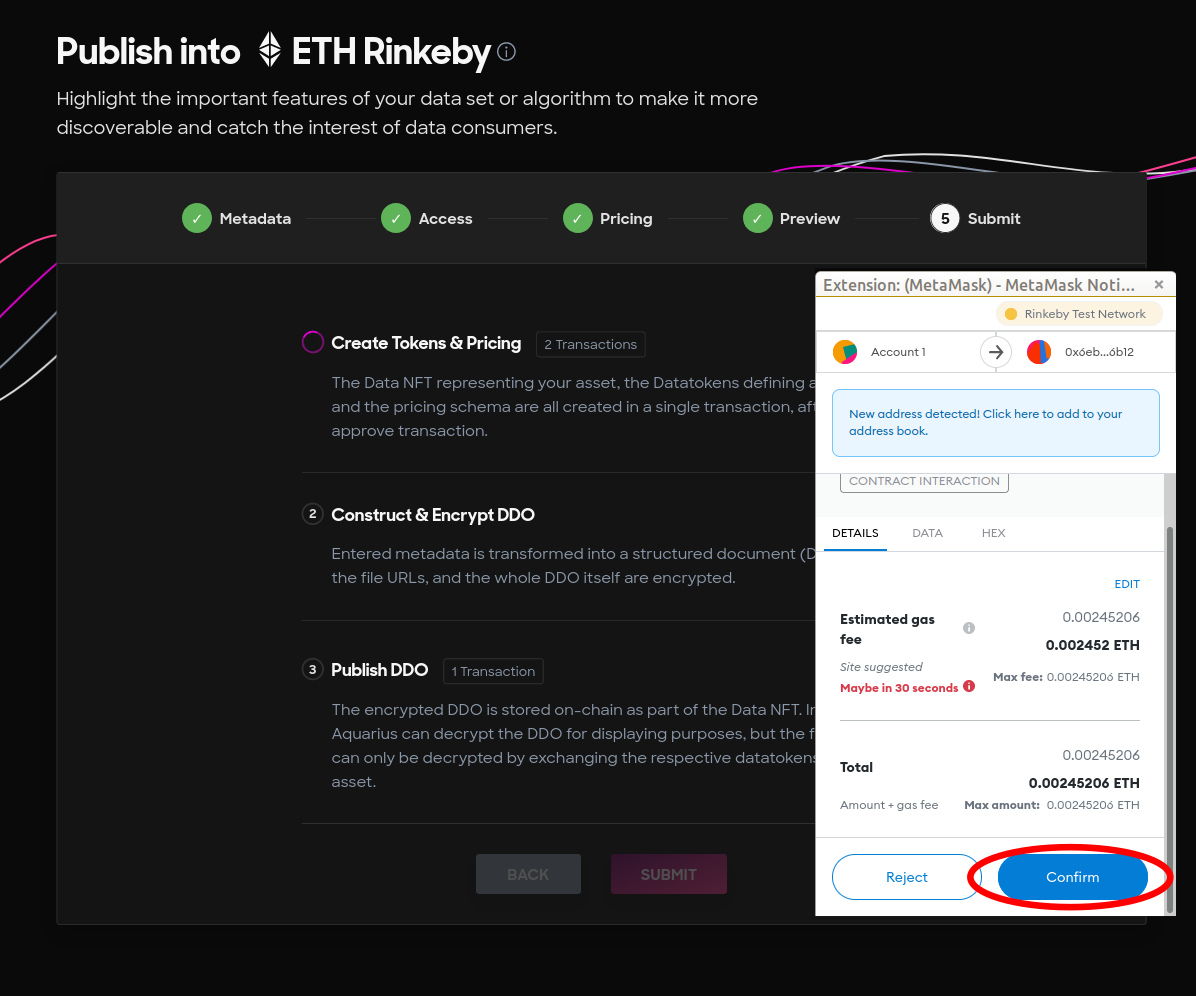 Publish into ETH Rinkeby
Highlight the important features of your data set or algorithm to make it more
discoverable and catch the interest of data consumers.
✓ Metadata ✓ Access ✓ Pricing ✓ Preview 5 Submit
Create Tokens & Pricing 2 Transactions
The Data NFT representing your asset, the Datatokens defining a
and the pricing schema are all created in a single transaction, aft
approve transaction.
2 Construct & Encrypt DDO
Entered metadata is transformed into a structured document (D
the file URLs, and the whole DDO itself are encrypted.
3 Publish DDO 1 Transaction
The encrypted DDO is stored on-chain as part of the Data NFT. In
Aquarius can decrypt the DDO for displaying purposes, but the f
can only be decrypted by exchanging the respective datatokens
asset.
BACK SUBMIT
Extension: (MetaMask) - MetaMask Noti... ×
Rinkeby Test Network
Account 1 0x6eb...6b12
New address detected! Click here to add to your
address book.
CONTRACT INTERACTION
DETAILS DATA HEX
EDIT
Estimated gas
fee
0.00245206
0.002452 ETH
Site suggested
Maybe in 30 seconds
Max fee: 0.00245206 ETH
Total
0.00245206
0.00245206 ETH
Amount + gas fee
Max amount: 0.00245206 ETH
Reject Confirm